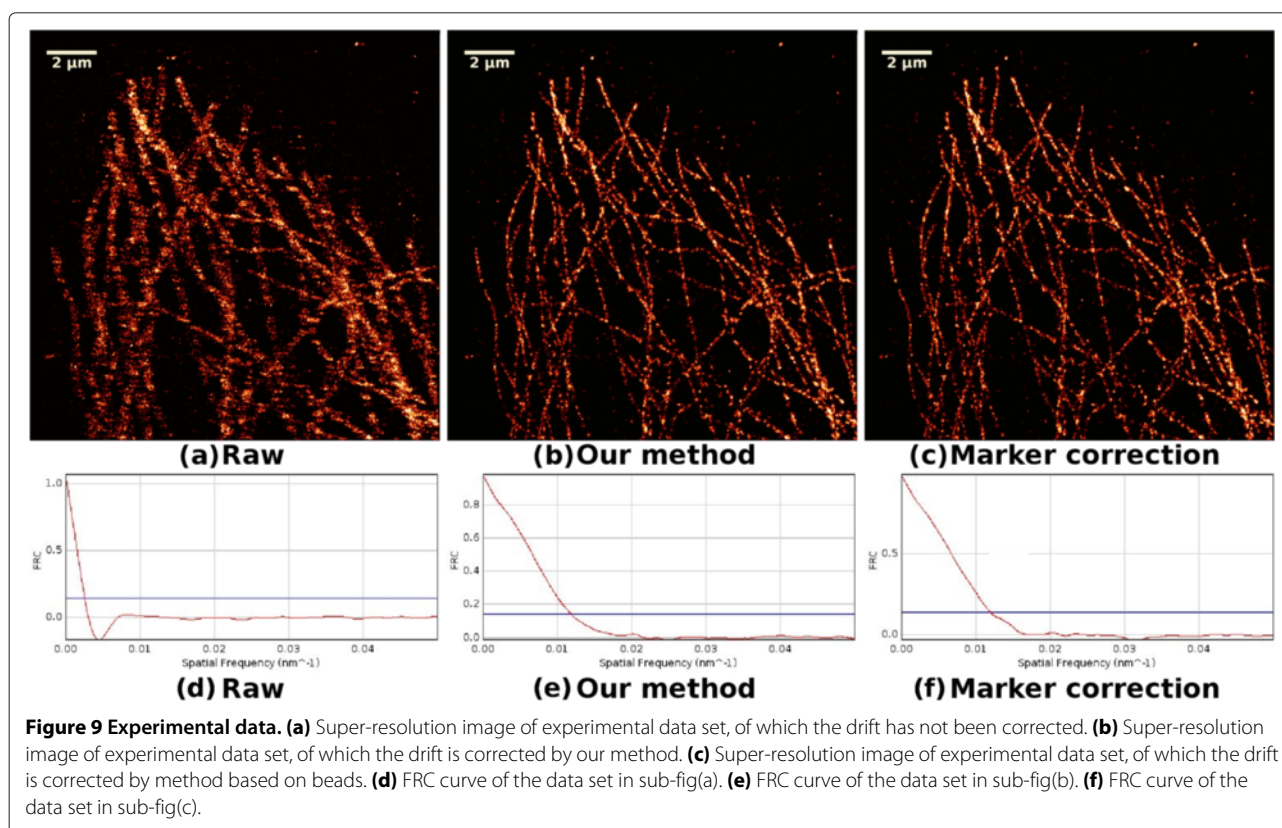 2 µm
2 µm
2 µm
(a) Raw
(b) Our method
(c) Marker correction
1.0
0.5
0.0
FRC
0.00 0.01 0.02 0.03 0.04
Spatial Frequency (nm^-1)
0.8
0.6
0.4
0.2
0.0
FRC
0.00 0.01 0.02 0.03 0.04
Spatial Frequency (nm^-1)
0.5
0.0
FRC
0.00 0.01 0.02 0.03 0.04
Spatial Frequency (nm^-1)
(d) Raw
(e) Our method
(f) Marker correction
Figure 9 Experimental data. (a) Super-resolution image of experimental data set, of which the drift has not been corrected. (b) Super-resolution
image of experimental data set, of which the drift is corrected by our method. (c) Super-resolution image of experimental data set, of which the drift
is corrected by method based on beads. (d) FRC curve of the data set in sub-fig(a). (e) FRC curve of the data set in sub-fig(b). (f) FRC curve of the
data set in sub-fig(c).